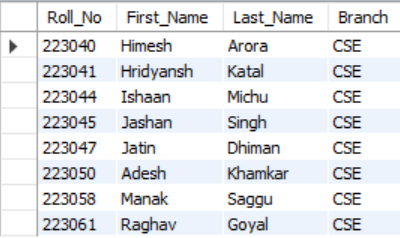 Roll_No First_Name Last_Name Branch
223040 Himesh Arora CSE
223041 Hridyansh Katal CSE
223044 Ishaan Michu CSE
223045 Jashan Singh CSE
223047 Jatin Dhiman CSE
223050 Adesh Khamkar CSE
223058 Manak Saggu CSE
223061 Raghav Goyal CSE